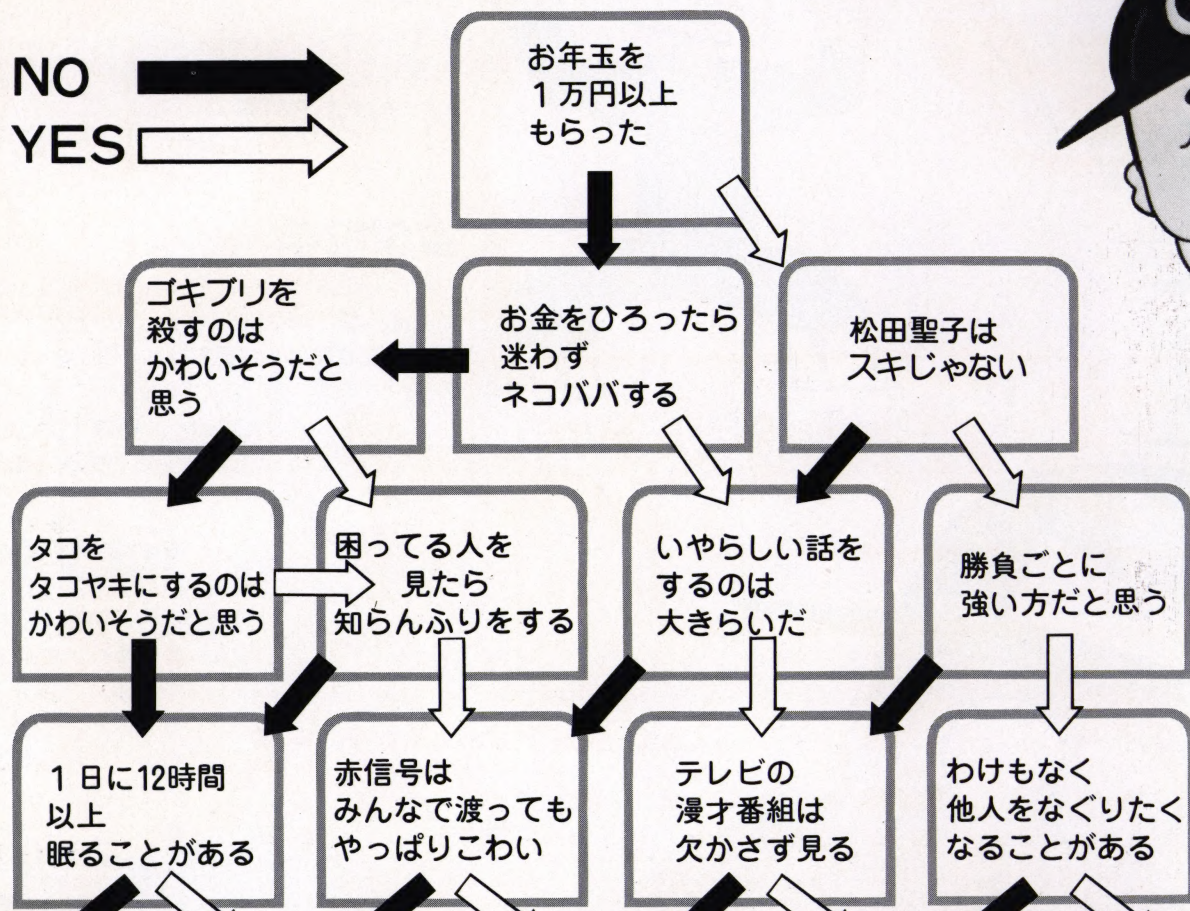 NO
YES
お年玉を
1万円以上
もらった
ゴキブリを
殺すのは
かわいそうだと
思う
お金をひろったら
迷わず
ネコババする
松田聖子は
スキじゃない
タコを
タコヤキにするのは
かわいそうだと思う
困ってる人を
見たら
知らんふりをする
いやらしい話を
するのは
大きらいだ
勝負ごとに
強い方だと思う
1日に12時間
以上
眠ることがある
赤信号は
みんなで渡っても
やっぱりこわい
テレビの
漫才番組は
欠かさず見る
わけもなく
他人をなぐりたく
なることがある